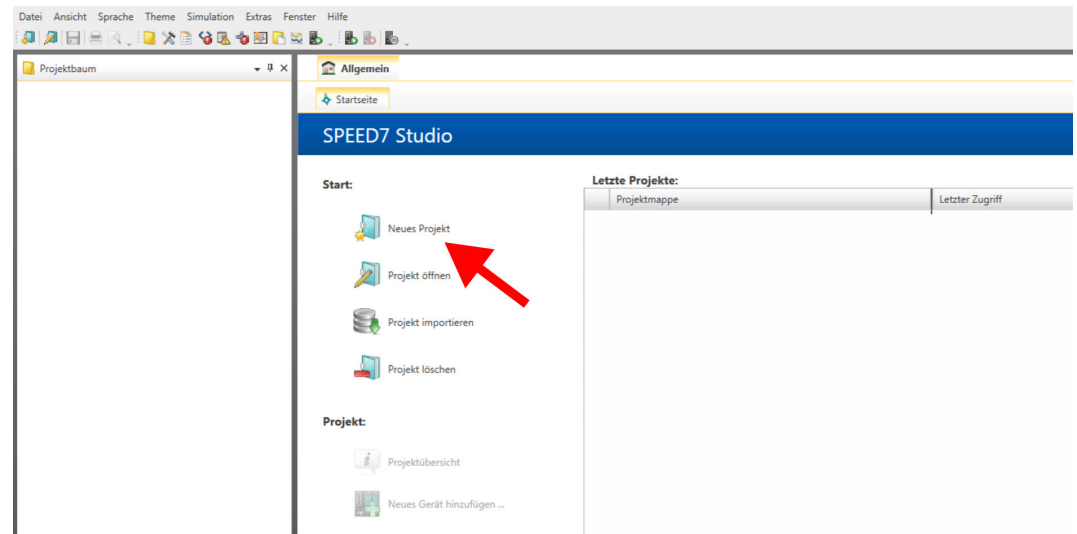 Datei Ansicht Sprache Theme Simulation Extras Fenster Hilfe
Projektbaum
Allgemein
Startseite
SPEED7 Studio
Start:
Neues Projekt
Projekt öffnen
Projekt importieren
Projekt löschen
Projekt:
Projektübersicht
Neues Gerät hinzufügen ...
Letzte Projekte:
Projektmappe Letzter Zugriff